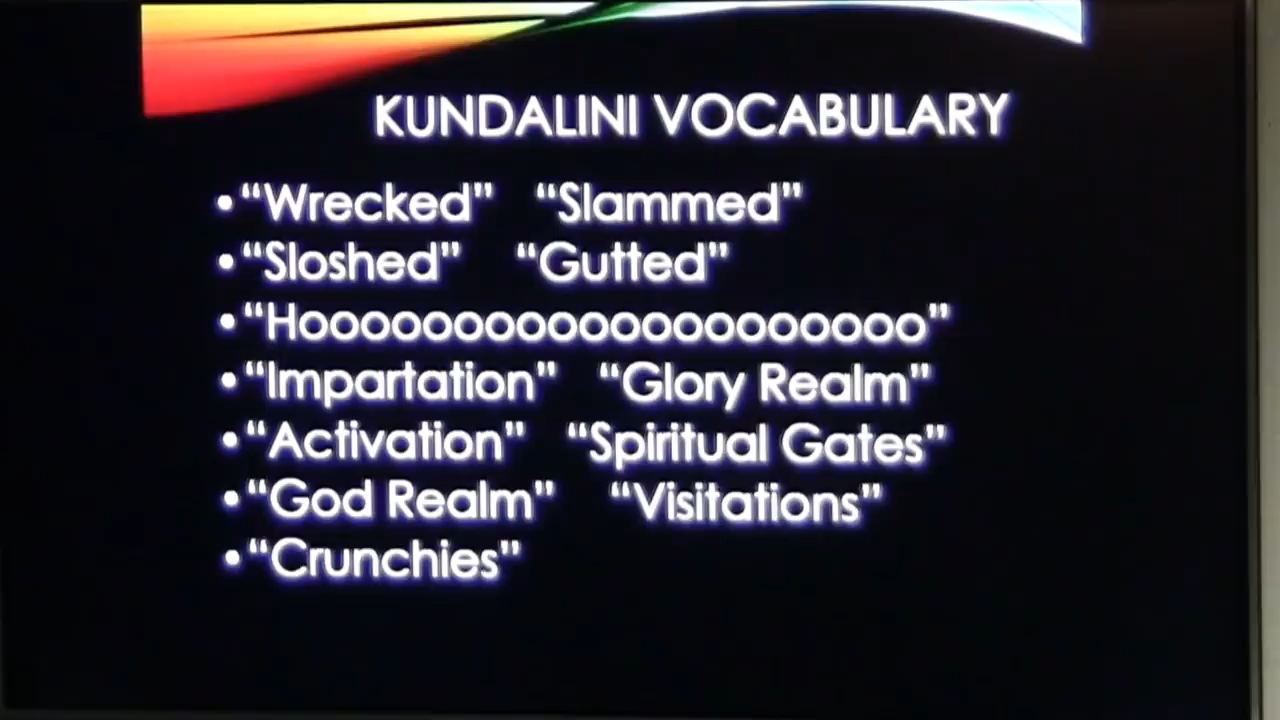 KUNDALINI VOCABULARY
•“Wrecked” “Slammed”
•“Sloshed” “Gutted”
•“Hoooooooooooooooooooo”
•“Impartation” “Glory Realm”
•“Activation” “Spiritual Gates”
•“God Realm” “Visitations”
•“Crunchies”